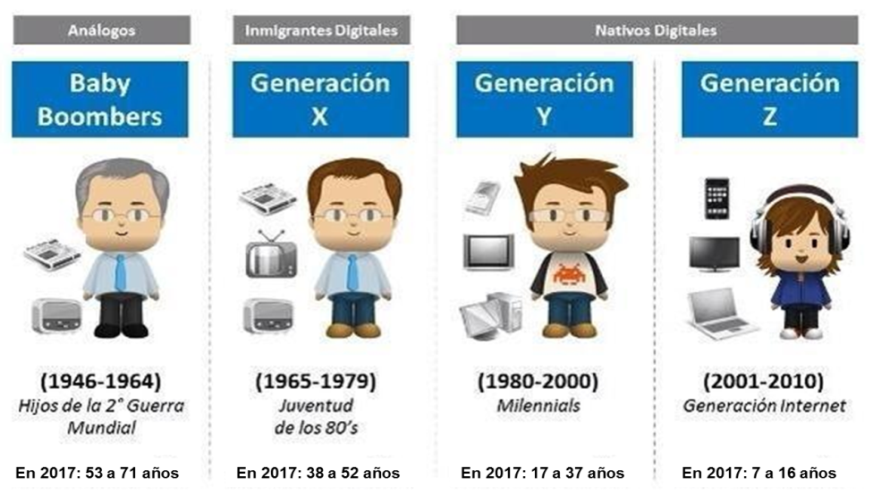 Análogos
Inmigrantes Digitales
Nativos Digitales
Baby
Boombers
Generación
X
Generación
Y
Generación
Z
(1946-1964)
Hijos de la 2° Guerra
Mundial
(1965-1979)
Juventud
de los 80's
(1980-2000)
Milennials
(2001-2010)
Generación Internet
En 2017: 53 a 71 años
En 2017: 38 a 52 años
En 2017: 17 a 37 años
En 2017: 7 a 16 años